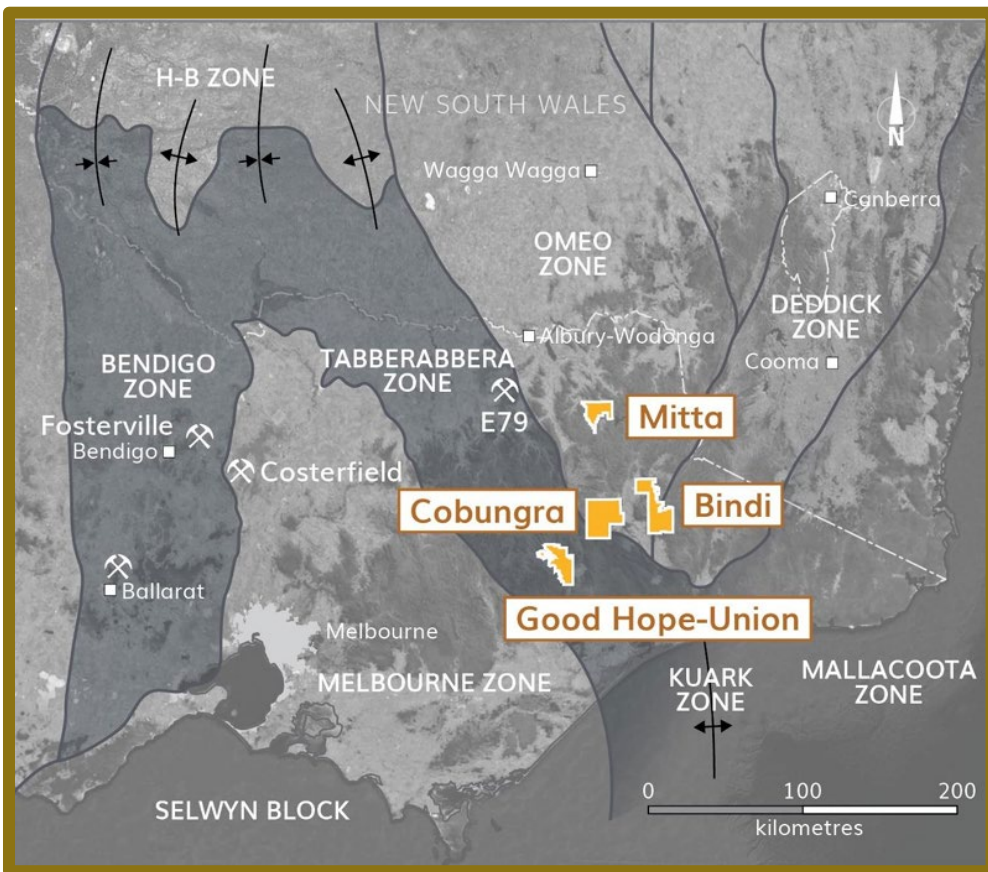 H-B ZONE
NEW SOUTH WALES
N
Wagga Wagga
Canberra
OMEO
ZONE
DEDDICK
ZONE
Albury-Wodonga
BENDIGO
ZONE
TABBERABBERA
ZONE
Cooma
E79
Mitta
Fosterville
Bendigo
Costerfield
Cobungra
Bindi
Ballarat
Good Hope-Union
Melbourne
MELBOURNE ZONE
KUARK
ZONE
MALLACOOTA
ZONE
SELWYN BLOCK
0 100 200
kilometres